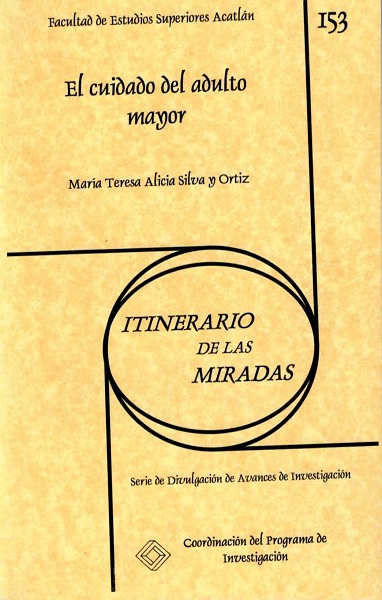 Facultad de Estudios Superiores Acatlán
153
El cuidado del adulto
mayor
María Teresa Alicia Silva y Ortiz
ITINERARIO
DE LAS
MIRADAS
Serie de Divulgación de Avances de Investigación
Coordinación del Programa de
Investigación